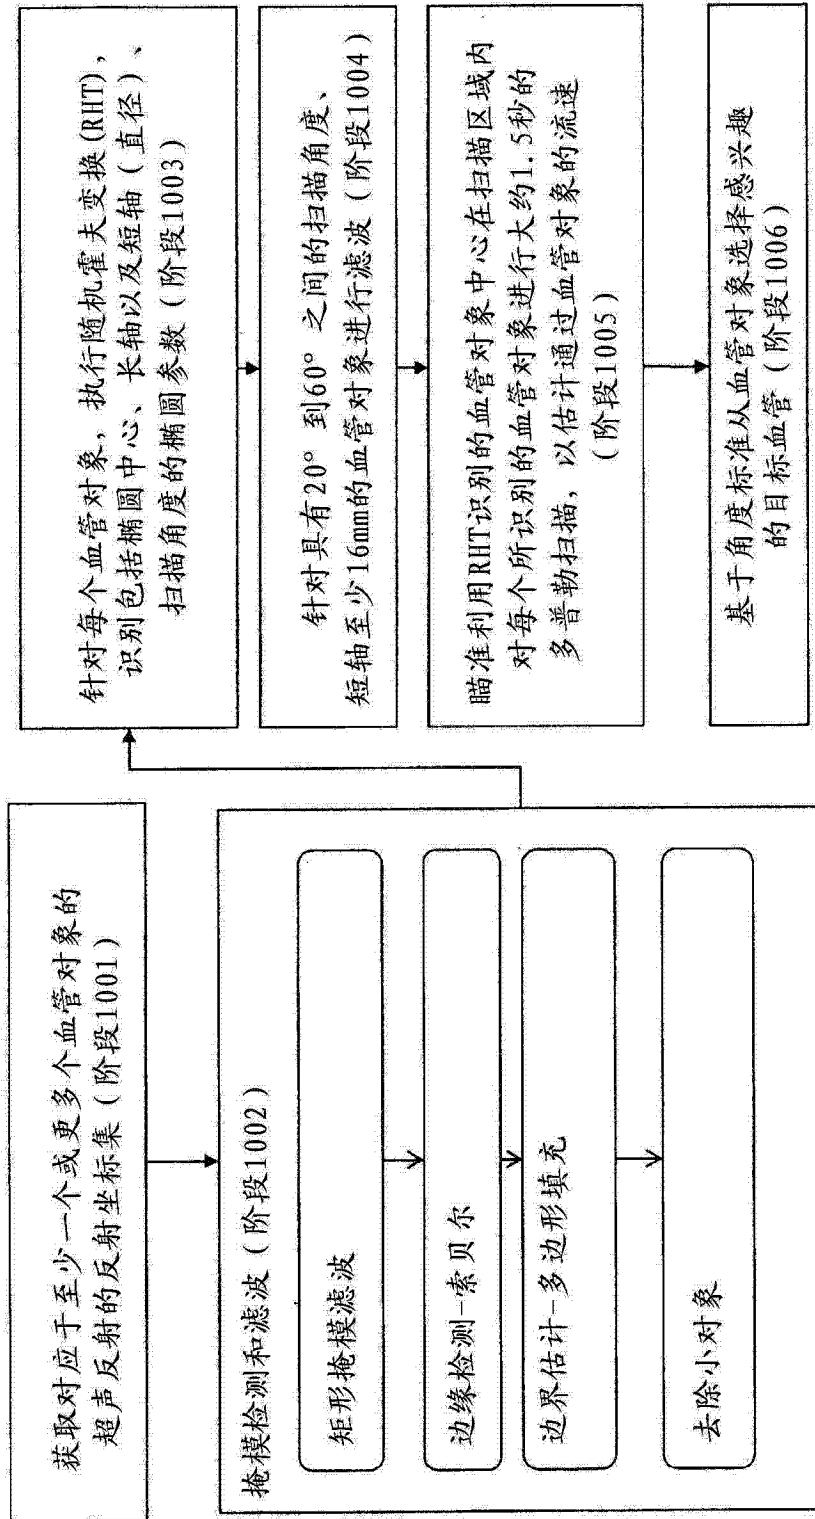 获取对应于至少一个或更多个血管对象的
超声反射的反射坐标集（阶段1001）
掩模检测和滤波（阶段1002）
矩形掩模滤波
边缘检测-索贝尔
边界估计-多边形填充
去除小对象
针对每个血管对象，执行随机霍夫变换(RHT)，
识别包括椭圆中心、长轴以及短轴（直径）、
扫描角度的椭圆参数（阶段1003）
针对具有20° 到60° 之间的扫描角度、
短轴至少16mm的血管对象进行滤波（阶段1004）
瞄准利用RHT识别的血管对象中心在扫描区域内
对每个所识别的血管对象进行大约1.5秒的
多普勒扫描，以估计通过血管对象的流速
（阶段1005）
基于角度标准从血管对象选择感兴趣
的目标血管（阶段1006）